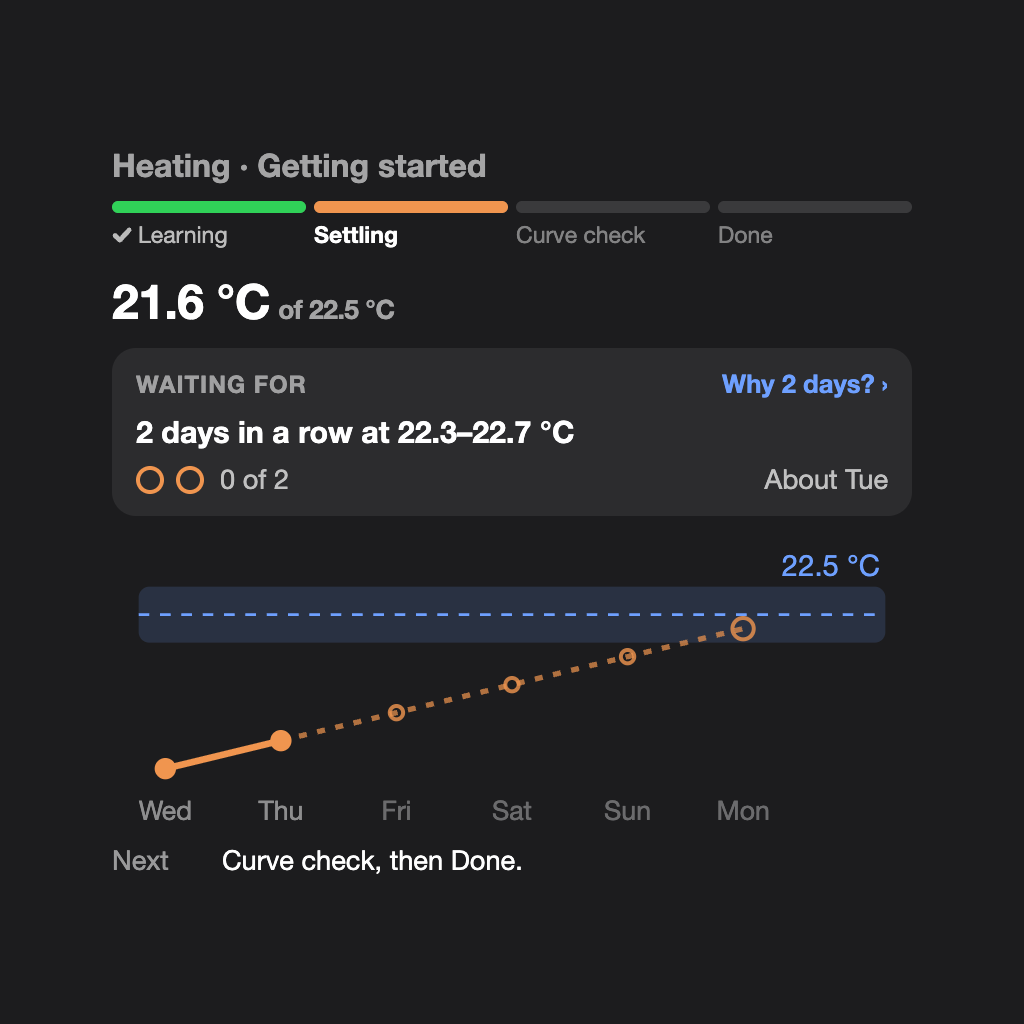 Heating · Getting started
✓ Learning
Settling
Curve check
Done
21.6 °C of 22.5 °C
WAITING FOR
Why 2 days? ›
2 days in a row at 22.3–22.7 °C
0 of 2
About Tue
22.5 °C
Wed Thu Fri Sat Sun Mon
Next Curve check, then Done.